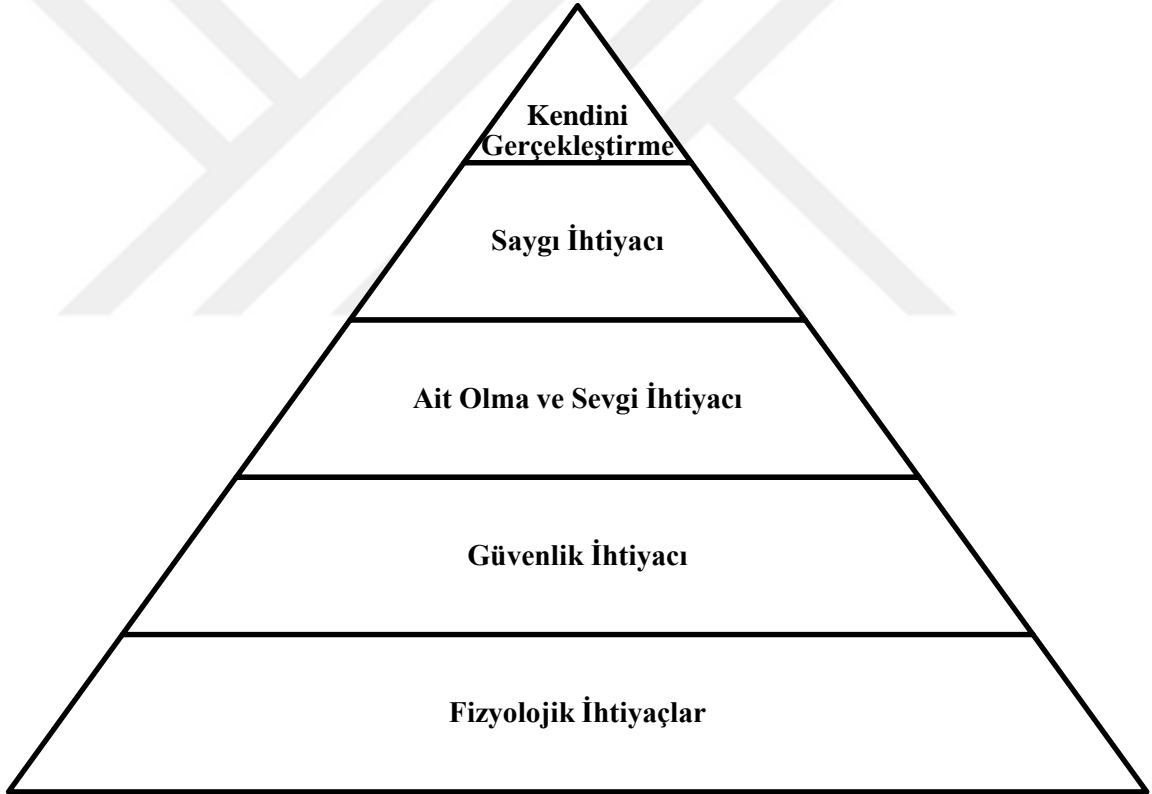 Kendini
Gerçekleştirme
Saygı İhtiyacı
Ait Olma ve Sevgi İhtiyacı
Güvenlik İhtiyacı
Fizyolojik İhtiyaçlar